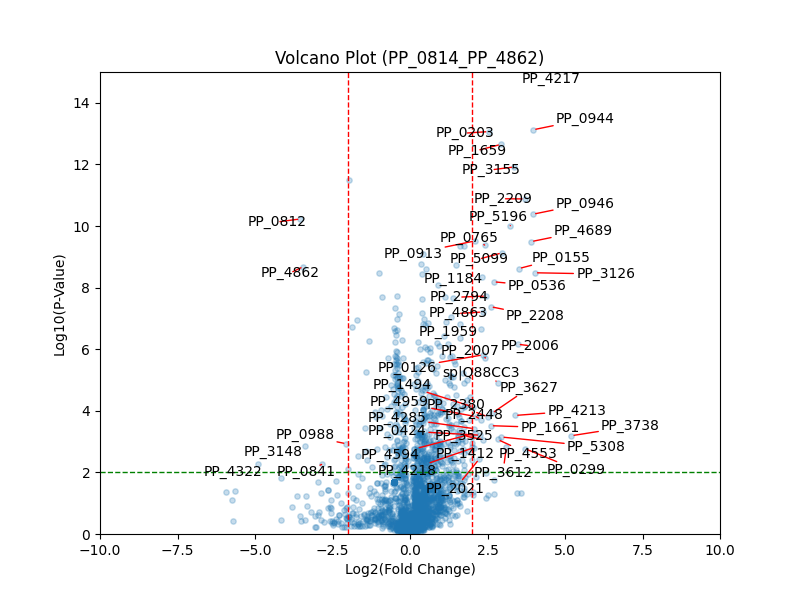 Volcano Plot (PP_0814_PP_4862)
PP_4217
PP_0944
PP_0203
PP_1659
PP_3155
PP_2209
PP_0946
PP_5196
PP_0812
PP_4689
PP_0765
PP_0913
PP_5099
PP_0155
PP_4862
PP_3126
PP_1184
PP_0536
PP_2794
PP_4863
PP_2208
PP_1959
PP_2007
PP_2006
PP_0126
sp|Q88CC3
PP_1494
PP_3627
PP_4959
PP_2380
PP_4285
PP_2448
PP_4213
PP_0424
PP_1661
PP_3738
PP_0988
PP_3525
PP_3148
PP_4594
PP_1412
PP_4553
PP_5308
PP_4322
PP_0841
PP_4218
PP_3612
PP_0299
PP_2021
Log10(P-Value)
14
12
10
8
6
4
2
0
−10.0
−7.5
−5.0
−2.5
0.0
2.5
5.0
7.5
10.0
Log2(Fold Change)